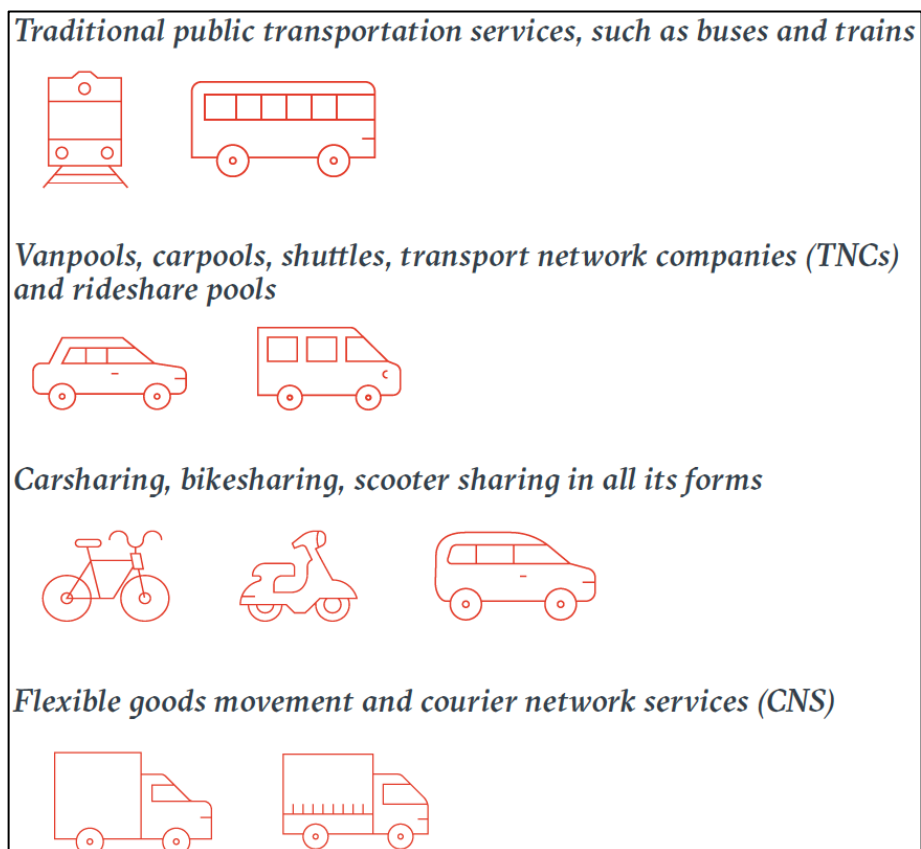 Traditional public transportation services, such as buses and trains
Vanpools, carpools, shuttles, transport network companies (TNCs)
and rideshare pools
Carsharing, bikesharing, scooter sharing in all its forms
Flexible goods movement and courier network services (CNS)